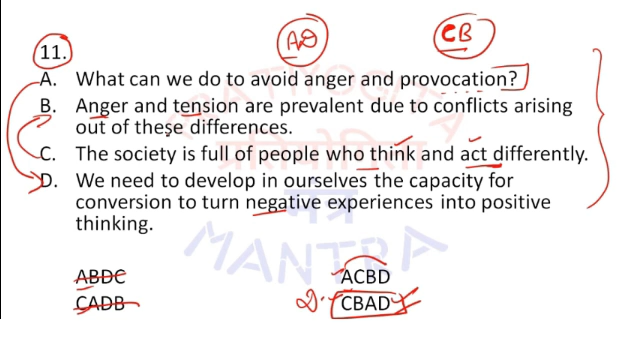 AD
CB
11.
A. What can we do to avoid anger and provocation?
B. Anger and tension are prevalent due to conflicts arising
out of these differences.
C. The society is full of people who think and act differently.
D. We need to develop in ourselves the capacity for
conversion to turn negative experiences into positive
thinking.
प्रतियोगिता
मंत्र
MANTRA
ABDC ACBD
CADB CBAD